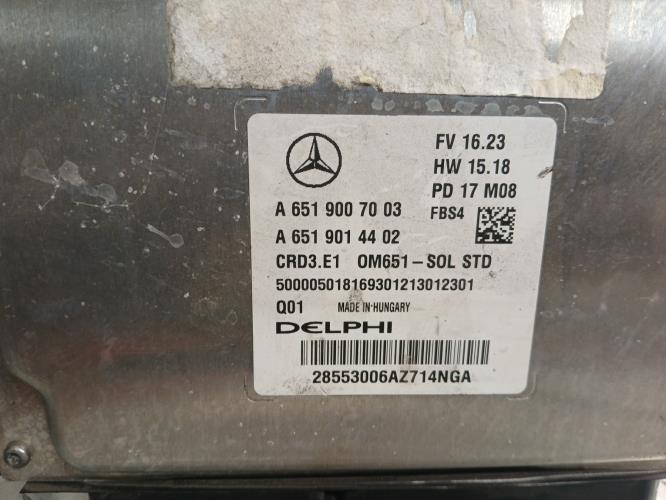 FV 16.23
HW 15.18
PD 17 M08
A 651 900 70 03
FBS4
A 651 901 44 02
CRD3.E1 OM651-SOL STD
500005018169301213012301
Q01 MADE IN HUNGARY
DELPHI
28553006AZ714NGA